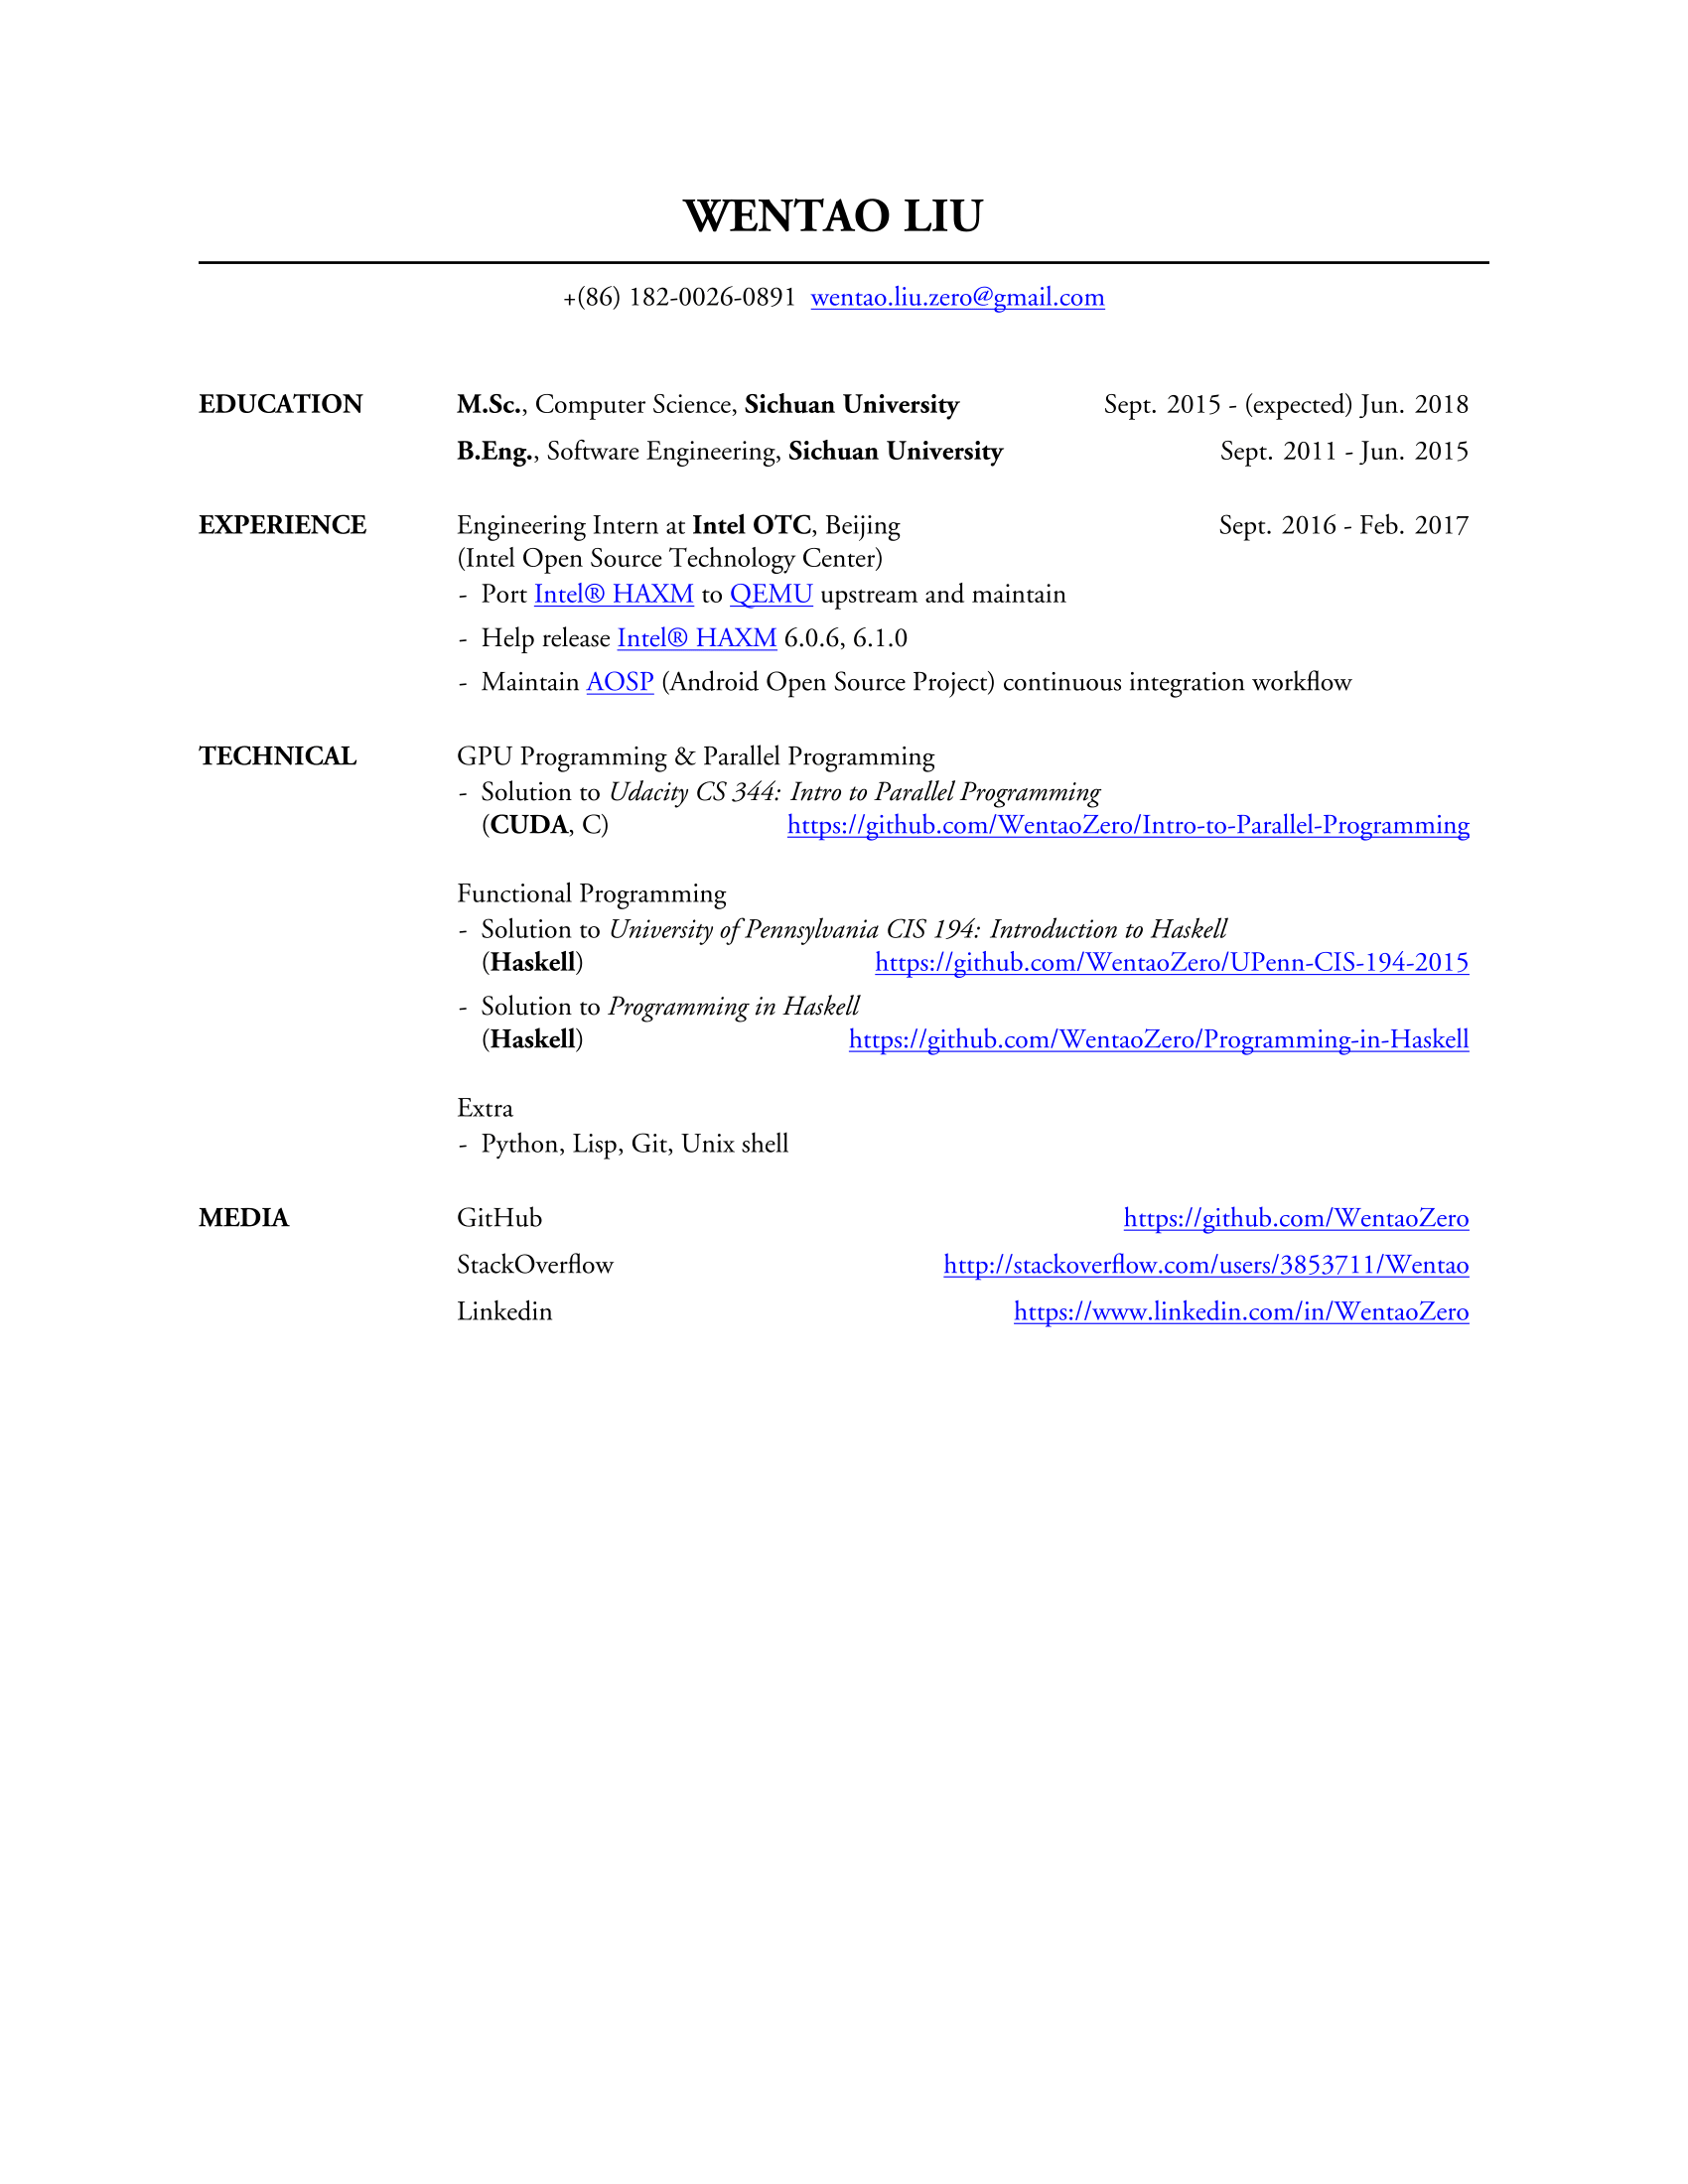 WENTAO LIU
+(86) 182-0026-0891 wentao.liu.zero@gmail.com
EDUCATION M.Sc., Computer Science, Sichuan University Sept. 2015 - (expected) Jun. 2018
B.Eng., Software Engineering, Sichuan University Sept. 2011 - Jun. 2015
EXPERIENCE Engineering Intern at Intel OTC, Beijing Sept. 2016 - Feb. 2017
(Intel Open Source Technology Center)
- Port Intel® HAXM to QEMU upstream and maintain
- Help release Intel® HAXM 6.0.6, 6.1.0
- Maintain AOSP (Android Open Source Project) continuous integration workflow
TECHNICAL GPU Programming & Parallel Programming
- Solution to Udacity CS 344: Intro to Parallel Programming
(CUDA, C) https://github.com/WentaoZero/Intro-to-Parallel-Programming
Functional Programming
- Solution to University of Pennsylvania CIS 194: Introduction to Haskell
(Haskell) https://github.com/WentaoZero/UPenn-CIS-194-2015
- Solution to Programming in Haskell
(Haskell) https://github.com/WentaoZero/Programming-in-Haskell
Extra
- Python, Lisp, Git, Unix shell
MEDIA GitHub https://github.com/WentaoZero
StackOverflow http://stackoverflow.com/users/3853711/Wentao
Linkedin https://www.linkedin.com/in/WentaoZero